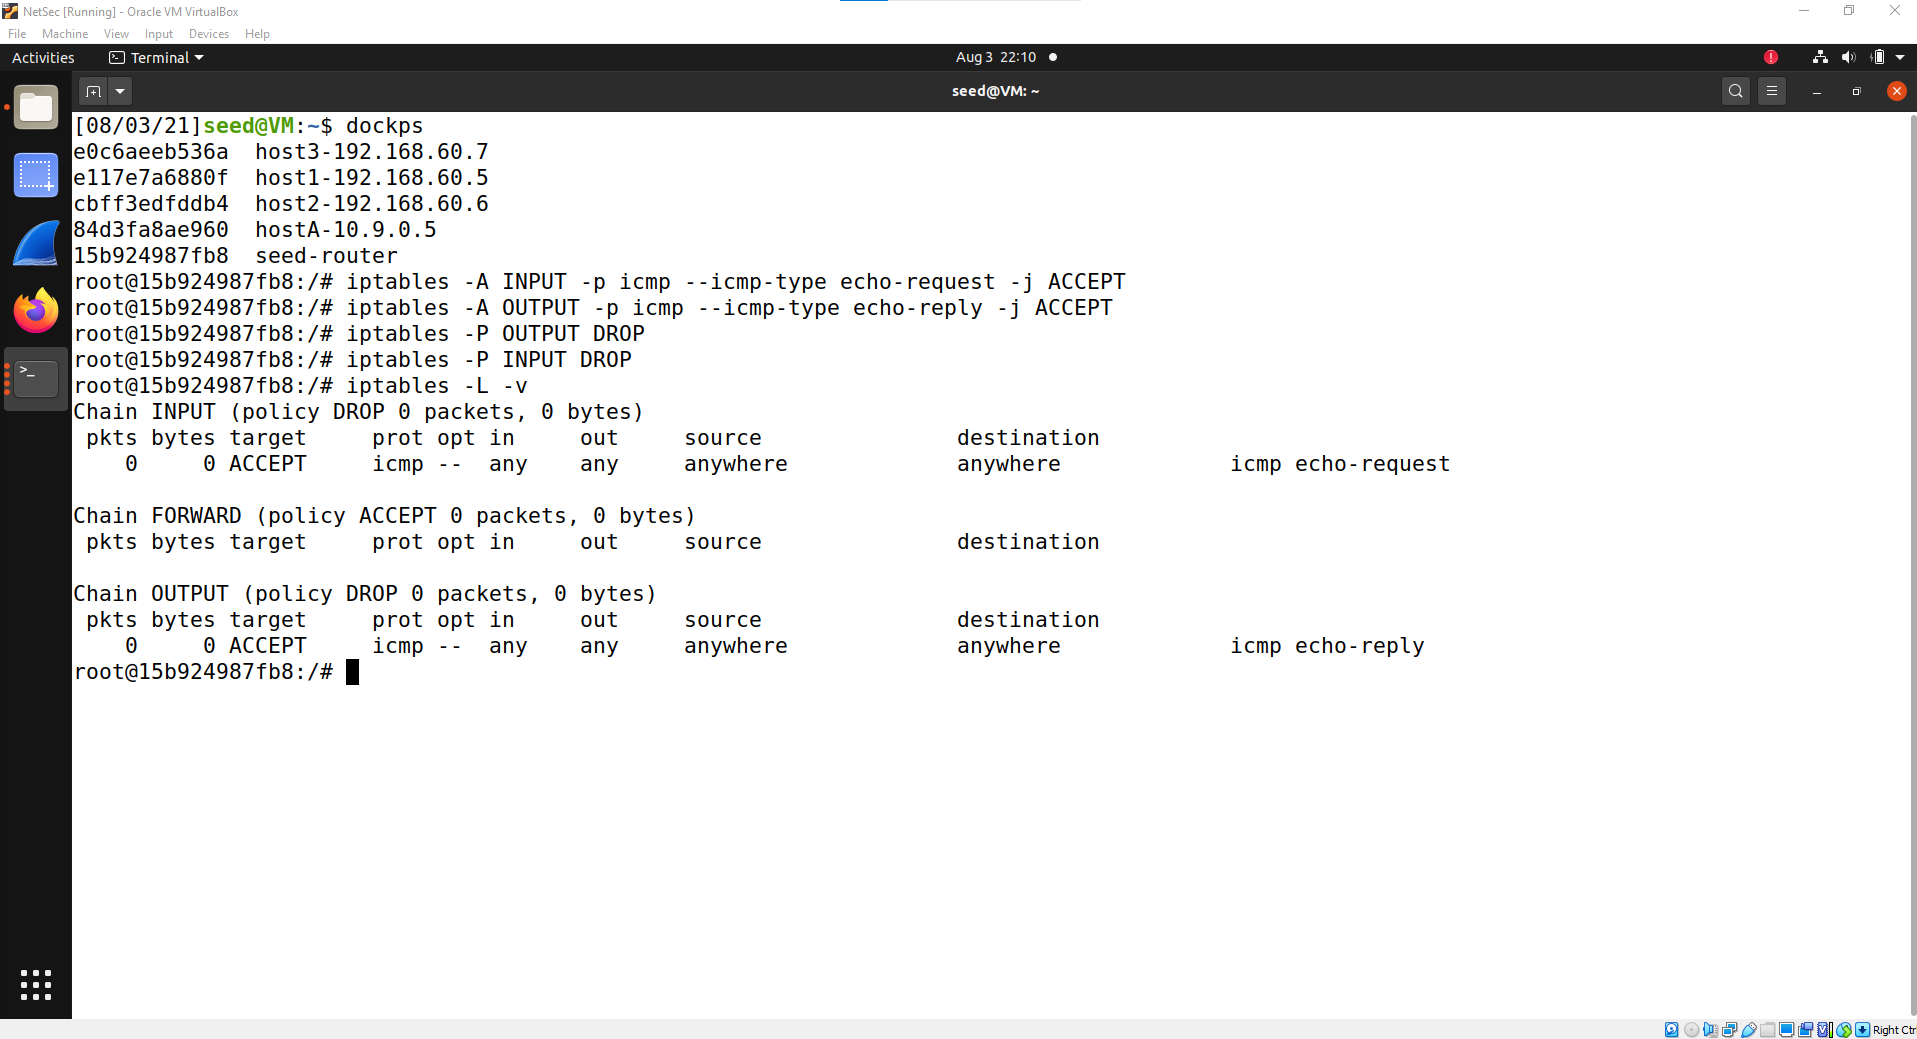 NetSec [Running] - Oracle VM VirtualBox
File Machine View Input Devices Help
Activities Terminal Aug 3 22:10
seed@VM: ~
[08/03/21]seed@VM:~$ dockps
e0c6aeeb536a  host3-192.168.60.7
e117e7a6880f  host1-192.168.60.5
cbff3edfddb4  host2-192.168.60.6
84d3fa8ae960  hostA-10.9.0.5
15b924987fb8  seed-router
root@15b924987fb8:/# iptables -A INPUT -p icmp --icmp-type echo-request -j ACCEPT
root@15b924987fb8:/# iptables -A OUTPUT -p icmp --icmp-type echo-reply -j ACCEPT
root@15b924987fb8:/# iptables -P OUTPUT DROP
root@15b924987fb8:/# iptables -P INPUT DROP
root@15b924987fb8:/# iptables -L -v
Chain INPUT (policy DROP 0 packets, 0 bytes)
 pkts bytes target     prot opt in     out     source               destination
    0     0 ACCEPT     icmp --  any    any     anywhere             anywhere             icmp echo-request
Chain FORWARD (policy ACCEPT 0 packets, 0 bytes)
 pkts bytes target     prot opt in     out     source               destination
Chain OUTPUT (policy DROP 0 packets, 0 bytes)
 pkts bytes target     prot opt in     out     source               destination
    0     0 ACCEPT     icmp --  any    any     anywhere             anywhere             icmp echo-reply
root@15b924987fb8:/#
Right Ctr